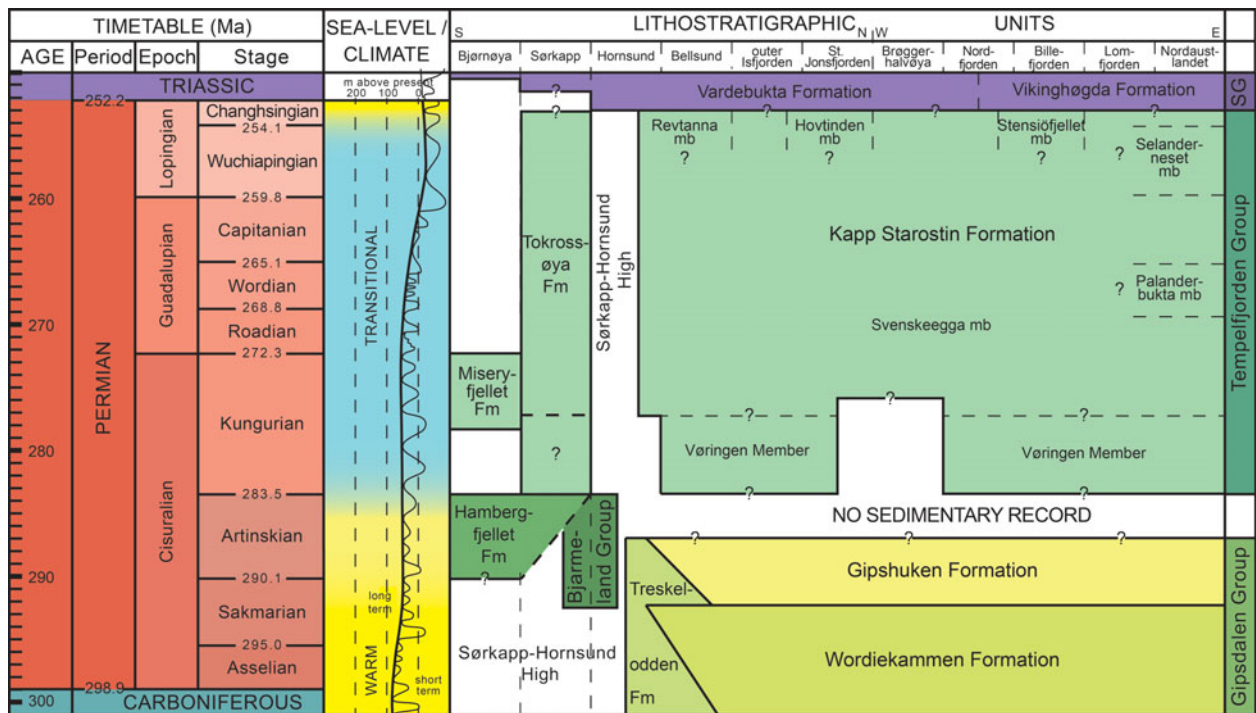 TIMETABLE (Ma)
SEA-LEVEL /
CLIMATE
LITHOSTRATIGRAPHIC
UNITS
S
N
W
E
AGE
Period
Epoch
Stage
Bjørnøya
Sørkapp
Hornsund
Bellsund
outer
Isfjorden
St.
Jonsfjorden
Brøgger-
halvøya
Nord-
fjorden
Bille-
fjorden
Lom-
fjorden
Nordaust-
landet
TRIASSIC
m above present
200
100
0
?
Vardebukta Formation
Vikinghøgda Formation
SG
252.2
Changhsingian
254.1
Wuchiapingian
259.8
Capitanian
265.1
Wordian
268.8
Roadian
272.3
Kungurian
283.5
Artinskian
290.1
Sakmarian
295.0
Asselian
298.9
Lopingian
Guadalupian
Cisuralian
PERMIAN
CARBONIFEROUS
260
270
280
290
300
TRANSITIONAL
WARM
long
term
short
term
?
?
?
?
Revtanna
mb
?
Hovtinden
mb
?
Stensiöfjellet
mb
?
?
Selander-
neset
mb
Tokross-
øya
Fm
Sørkapp-Hornsund
High
Kapp Starostin Formation
?
Palander-
bukta mb
Svenskeegga mb
Misery-
fjellet
Fm
?
?
?
?
Vøringen Member
Vøringen Member
?
?
Tempelfjorden Group
Hamberg-
fjellet
Fm
?
Bjarme-
land Group
NO SEDIMENTARY RECORD
?
?
?
Gipshuken Formation
Treskel-
odden
Fm
Wordiekammen Formation
Sørkapp-Hornsund
High
Gipsdalen Group